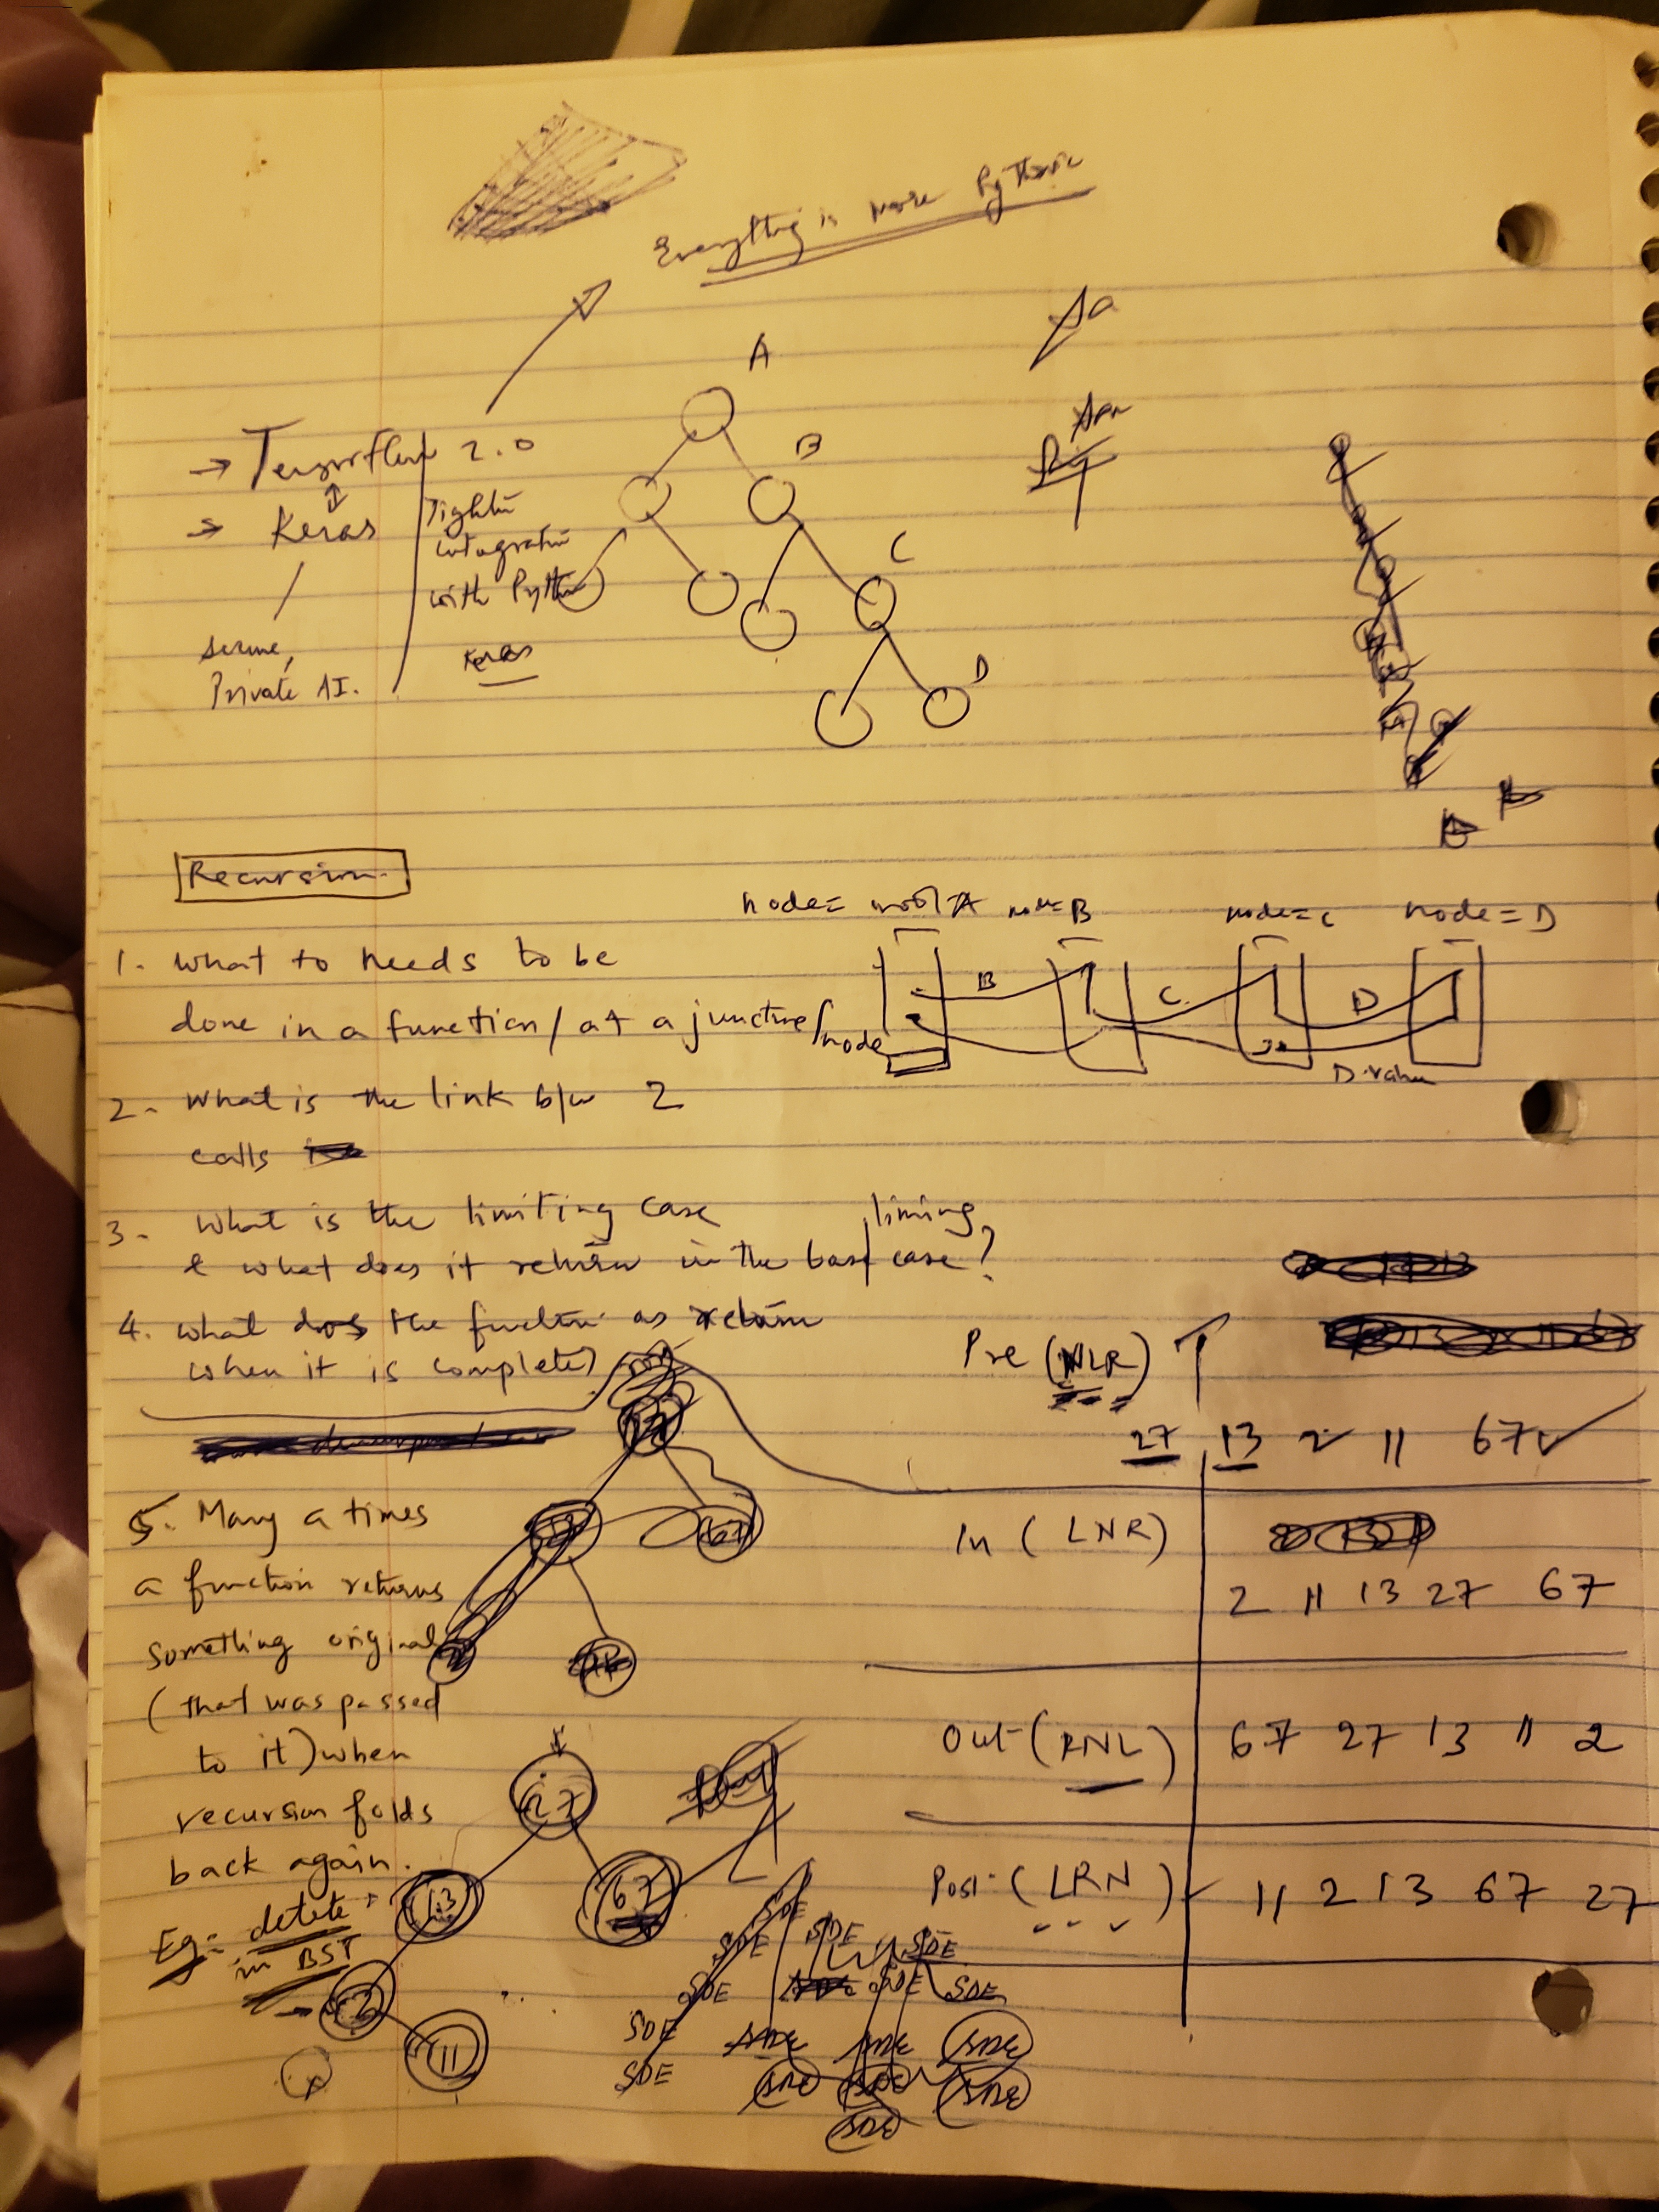 Everything is more Pythonic
A
→ Tensorflow 2.0
B
→ Keras
Tighter
integration
with Python
C
Secure,
Private AI.
Keras
D
Recursion
node= root A node=B node=C node=D
1. What to needs to be
done in a function/at a juncture/node
B C D
D.value
2. What is the link b/w 2
calls
3. What is the limiting case
& what does it return in the base/liming case?
4. what does the function as return
when it is complete
Pre (NLR)
27 13 2 11 67
5. Many a times
a function returns
something original
(that was passed
to it) when
recursion folds
back again.
Eg: delete
in BST
67
In (LNR)
2 11 13 27 67
Out (RNL) 67 27 13 11 2
Post (LRN) 11 2 13 67 27
27
13 67
2
11
SDE
SDE SDE SDE
SDE SDE SDE
SDE SDE SDE SDE
SDE SDE SDE SDE
SDE